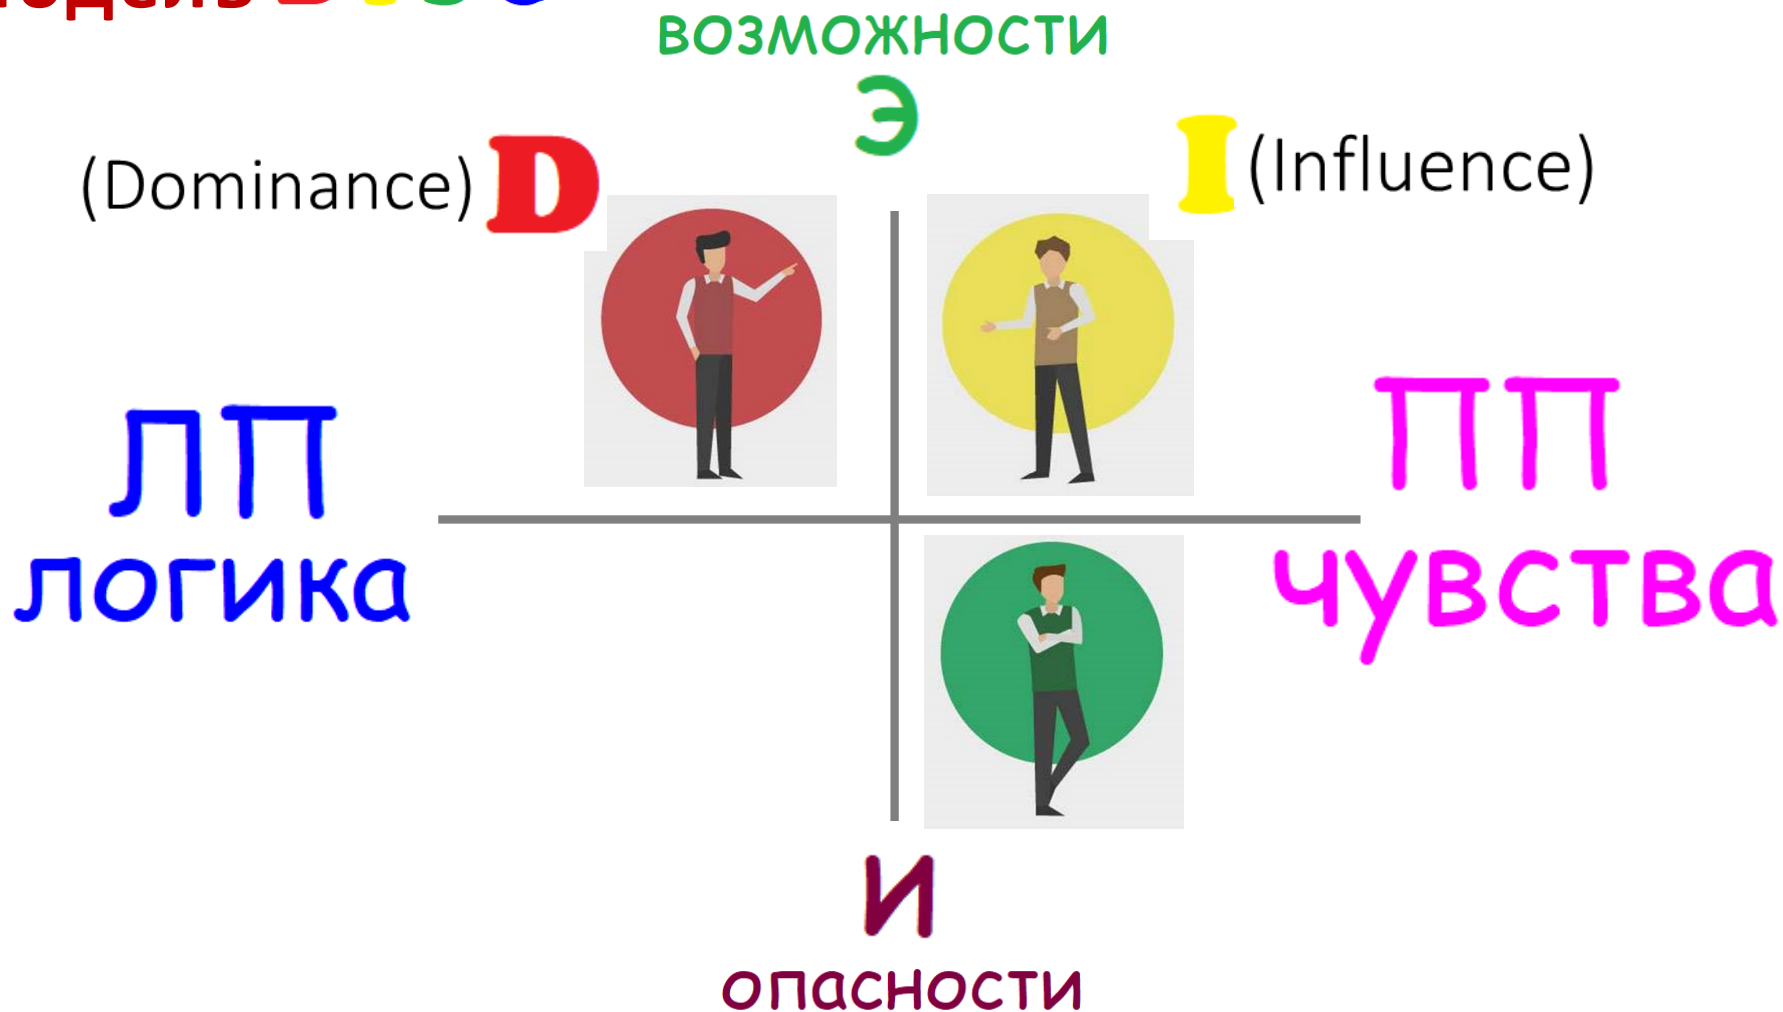 возможности
Э
(Dominance) D
I (Influence)
ЛП
логика
ПП
чувства
И
опасности